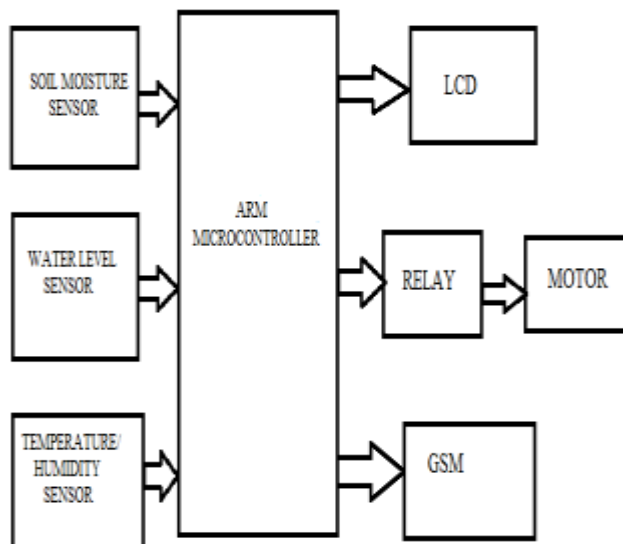 SOIL MOISTURE
SENSOR
LCD
ARM
MICROCONTROLLER
WATER LEVEL
SENSOR
RELAY
MOTOR
TEMPERATURE/
HUMIDITY
SENSOR
GSM